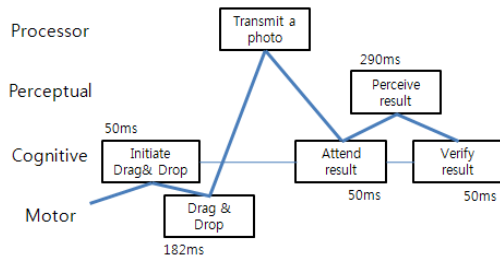 Processor
Transmit a
photo
290ms
Perceptual
Perceive
result
50ms
Cognitive
Initiate
Drag& Drop
Attend
result
Verify
result
50ms
50ms
Motor
Drag &
Drop
182ms